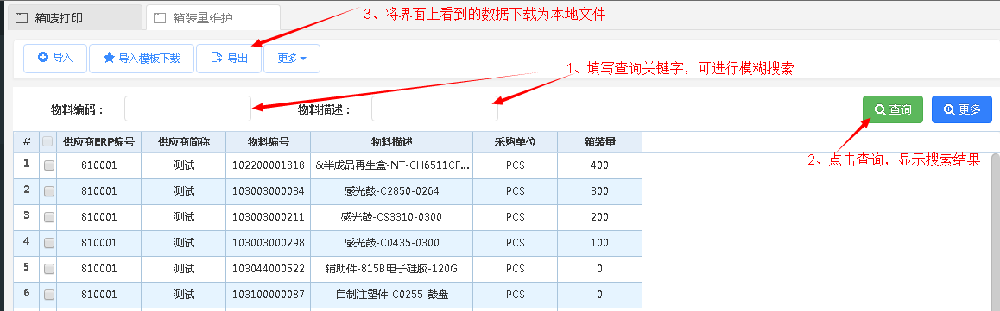 箱唛打印 箱装量维护
3、将界面上看到的数据下载为本地文件
导入 导入模板下载 导出 更多
1、填写查询关键字，可进行模糊搜索
物料编码： 物料描述： 查询 更多
# 供应商ERP编号 供应商简称 物料编号 物料描述 采购单位 箱装量
2、点击查询，显示搜索结果
1 810001 测试 102200001818 &半成品再生盒-NT-CH6511CF... PCS 400
2 810001 测试 103003000034 感光鼓-C2850-0264 PCS 300
3 810001 测试 103003000211 感光鼓-CS3310-0300 PCS 200
4 810001 测试 103003000298 感光鼓-C0435-0300 PCS 100
5 810001 测试 103044000522 辅助件-815B电子硅胶-120G PCS 0
6 810001 测试 103100000087 自制注塑件-C0255-鼓盘 PCS 0